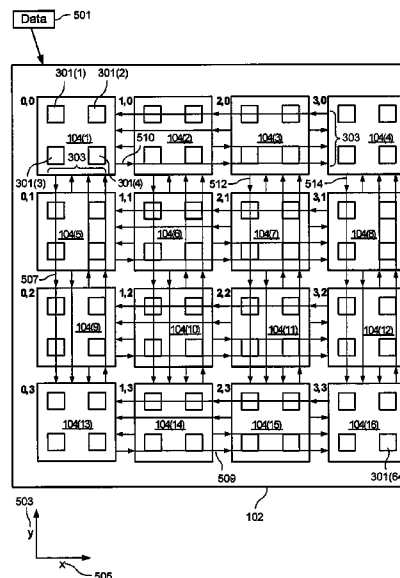 Data 501
301(1) 301(2)
0,0 1,0 2,0 3,0
104(1) 104(2) 104(3) 104(4)
303 510 303
301(3) 301(4) 512 514
0,1 1,1 2,1 3,1
104(5) 104(6) 104(7) 104(8)
507
0,2 1,2 2,2 3,2
104(9) 104(10) 104(11) 104(12)
0,3 1,3 2,3 3,3
104(13) 104(14) 104(15) 104(16)
509 301(64
102
503 y
x
505